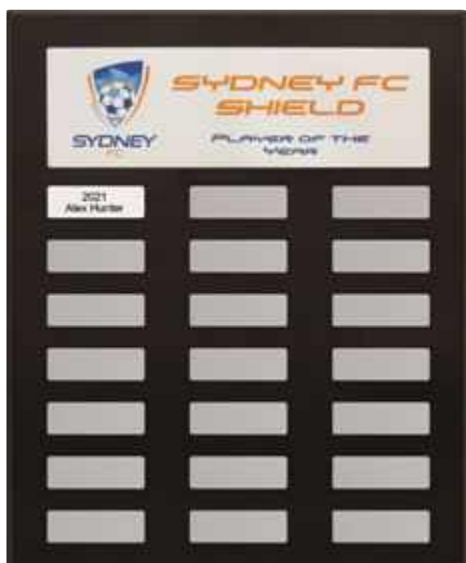 SYDNEY
FC
SYDNEY FC
SHIELD
PLAYER OF THE
YEAR
2021
Alex Hunter